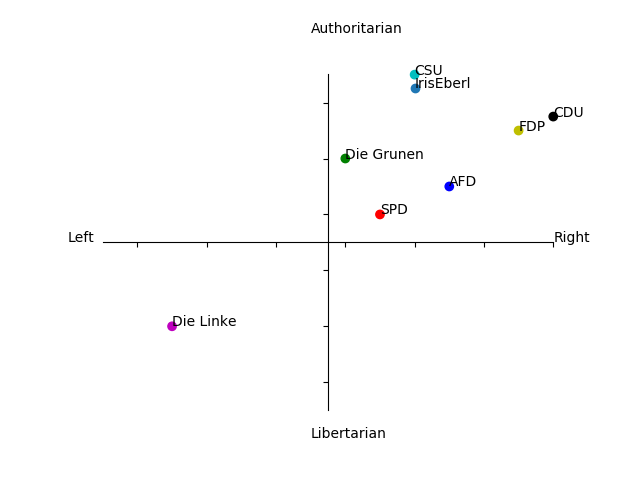 Authoritarian
CSU
IrisEberl
CDU
FDP
Die Grunen
AFD
SPD
Left
Right
Die Linke
Libertarian